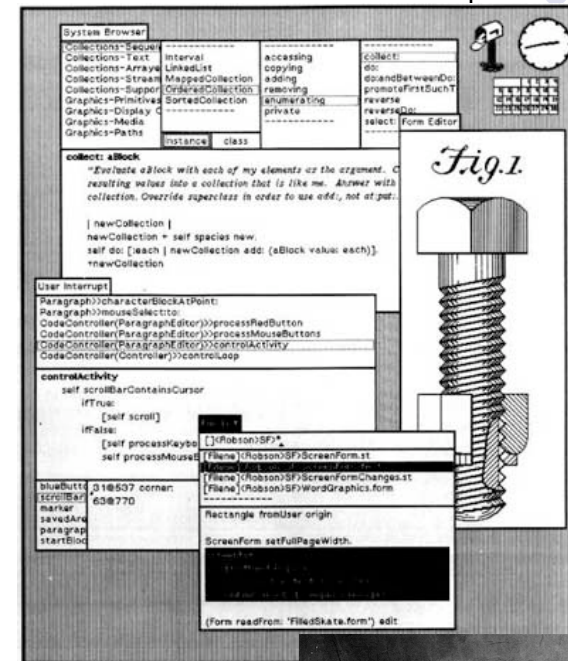 System Browser
Collections-Text
Collections-Arraye
Collections-Stream
Collections-Suppor
Graphics-Primitives
Graphics-Display
Graphics-Media
Graphics-Paths
Interval
LinkedList
MappedCollection
OrderedCollection
SortedCollection
accessing
copying
adding
removing
enumerating
private
collect:
do:
do:andBetweenDo:
promoteFirstSuchT
reverse
reverseDo:
select:
instance class
Form Editor
Fig.1.
collect: aBlock
"Evaluate aBlock with each of my elements as the argument. C
resulting values into a collection that is like me. Answer with
collection. Override superclass in order to use add:, not at:put:.
| newCollection |
newCollection ← self species new.
self do: [:each | newCollection add: (aBlock value: each)].
↑newCollection
User Interrupt
Paragraph>>characterBlockAtPoint:
Paragraph>>mouseSelect:to:
CodeController(ParagraphEditor)>>processRedButton
CodeController(ParagraphEditor)>>processMouseButtons
CodeController(ParagraphEditor)>>controlActivity
CodeController(Controller)>>controlLoop
controlActivity
self scrollBarContainsCursor
ifTrue:
[self scroll]
ifFalse:
[self processKeybo
self processMouseB
blueButto
scrollBar
marker
savedAre
paragrap
startBloc
31@537 corner:
63@770
[]<Robson>SF>*
[Filene]<Robson>SF>ScreenForm.st
[Filene]<Robson>SF>ScreenFormChanges.st
[Filene]<Robson>SF>WordGraphics.form
Rectangle fromUser origin
ScreenForm setFullPageWidth.
(Form readFrom: 'FilledSkate.form') edit